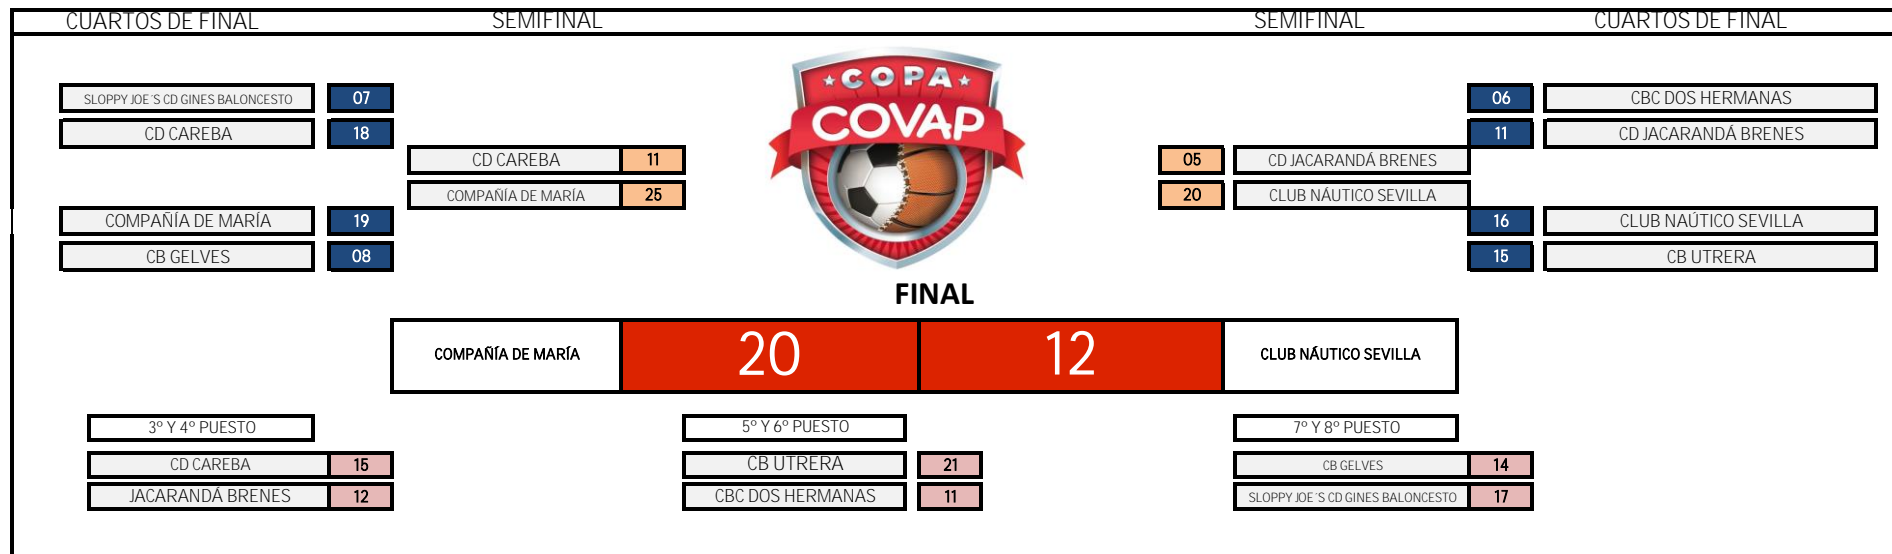 CUARTOS DE FINAL SEMIFINAL SEMIFINAL CUARTOS DE FINAL
COPA
COVAP
SLOPPY JOE´S CD GINES BALONCESTO 07
CD CAREBA 18
06 CBC DOS HERMANAS
11 CD JACARANDÁ BRENES
CD CAREBA 11
COMPAÑÍA DE MARÍA 25
05 CD JACARANDÁ BRENES
20 CLUB NÁUTICO SEVILLA
COMPAÑÍA DE MARÍA 19
CB GELVES 08
16 CLUB NAÚTICO SEVILLA
15 CB UTRERA
FINAL
COMPAÑÍA DE MARÍA 20 12 CLUB NÁUTICO SEVILLA
3º Y 4º PUESTO
CD CAREBA 15
JACARANDÁ BRENES 12
5º Y 6º PUESTO
CB UTRERA 21
CBC DOS HERMANAS 11
7º Y 8º PUESTO
CB GELVES 14
SLOPPY JOE´S CD GINES BALONCESTO 17